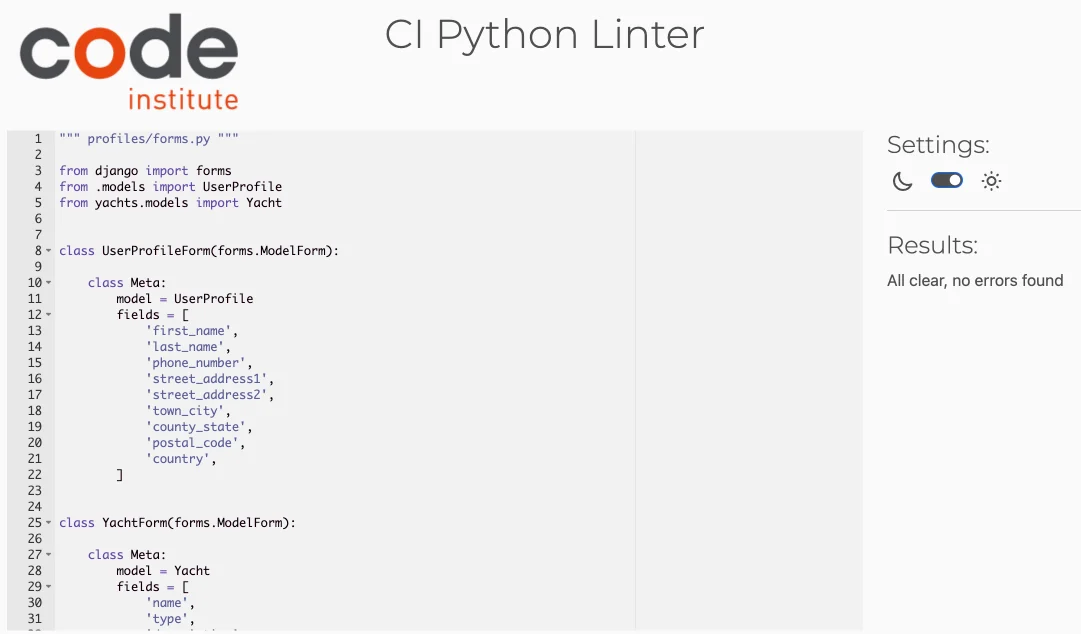 code
institute
CI Python Linter
1 """ profiles/forms.py """
2
3 from django import forms
4 from .models import UserProfile
5 from yachts.models import Yacht
6
7
8 class UserProfileForm(forms.ModelForm):
9
10     class Meta:
11         model = UserProfile
12         fields = [
13             'first_name',
14             'last_name',
15             'phone_number',
16             'street_address1',
17             'street_address2',
18             'town_city',
19             'county_state',
20             'postal_code',
21             'country',
22         ]
23
24
25 class YachtForm(forms.ModelForm):
26
27     class Meta:
28         model = Yacht
29         fields = [
30             'name',
31             'type',
Settings:
Results:
All clear, no errors found